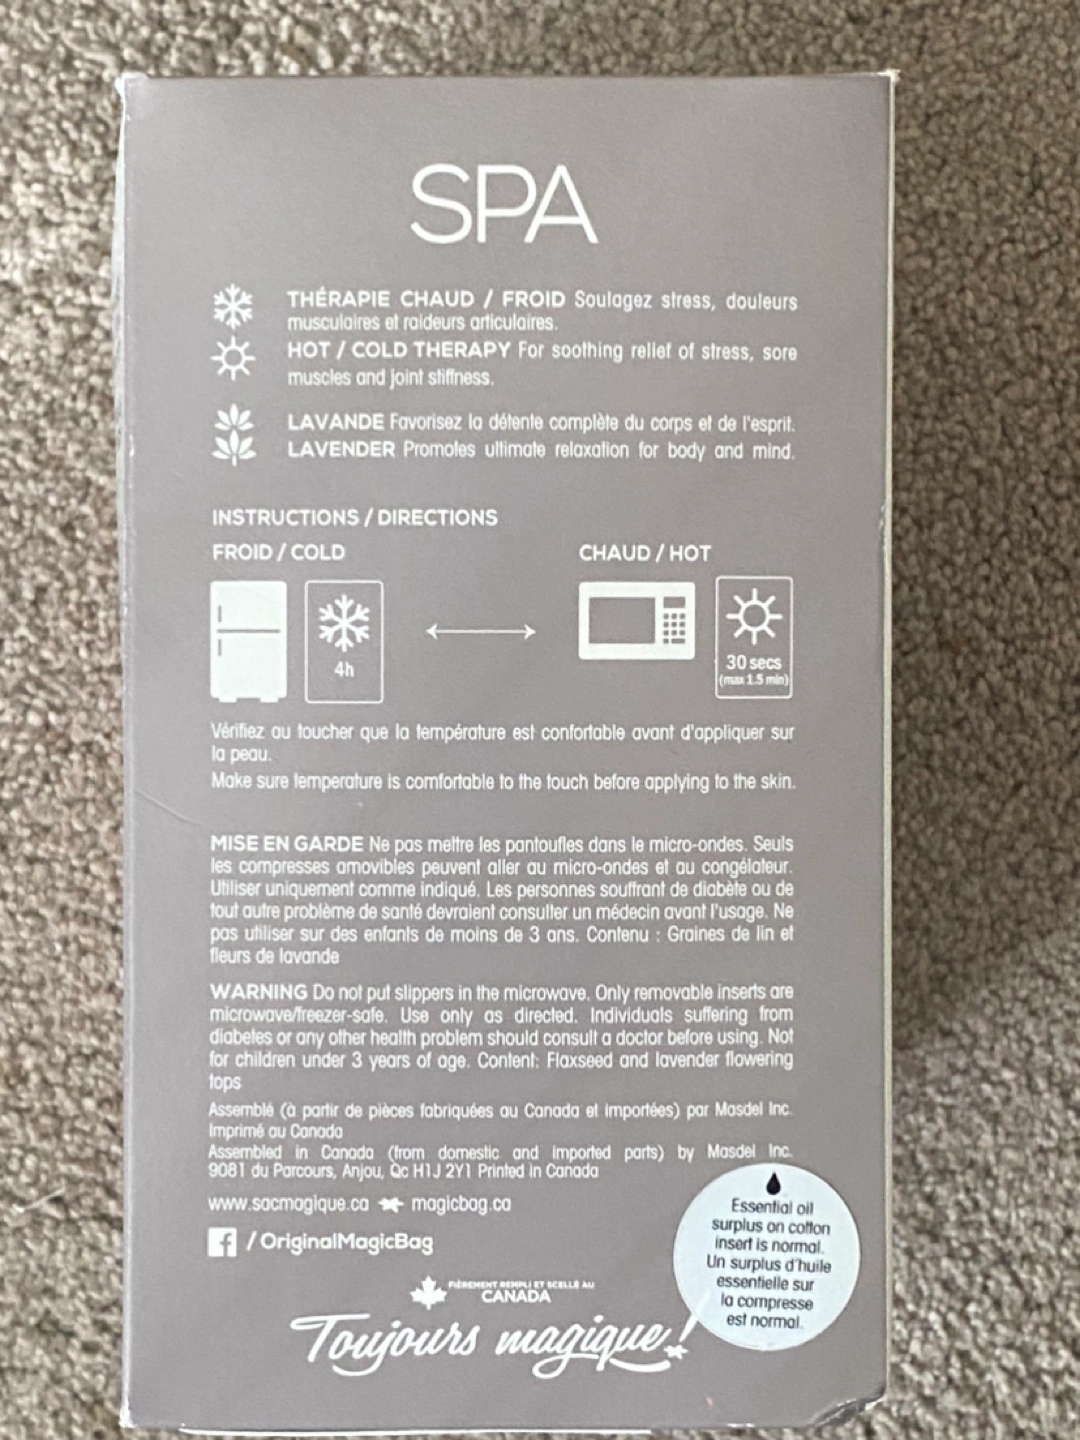 SPA
THÉRAPIE CHAUD / FROID Soulagez stress, douleurs
musculaires et raideurs articulaires.
HOT / COLD THERAPY For soothing relief of stress, sore
muscles and joint stiffness.
LAVANDE Favorisez la détente complète du corps et de l'esprit.
LAVENDER Promotes ultimate relaxation for body and mind.
INSTRUCTIONS / DIRECTIONS
FROID / COLD
CHAUD / HOT
4h
30 secs
(max 1.5 min)
Vérifiez au toucher que la température est confortable avant d'appliquer sur
la peau.
Make sure temperature is comfortable to the touch before applying to the skin.
MISE EN GARDE Ne pas mettre les pantoufles dans le micro-ondes. Seuls
les compresses amovibles peuvent aller au micro-ondes et au congélateur.
Utiliser uniquement comme indiqué. Les personnes souffrant de diabète ou de
tout autre problème de santé devraient consulter un médecin avant l'usage. Ne
pas utiliser sur des enfants de moins de 3 ans. Contenu : Graines de lin et
fleurs de lavande
WARNING Do not put slippers in the microwave. Only removable inserts are
microwave/freezer-safe. Use only as directed. Individuals suffering from
diabetes or any other health problem should consult a doctor before using. Not
for children under 3 years of age. Content: Flaxseed and lavender flowering
tops
Assemblé (à partir de pièces fabriquées au Canada et importées) par Masdel Inc.
Imprimé au Canada
Assembled in Canada (from domestic and imported parts) by Masdel Inc.
9081 du Parcours, Anjou, Qc H1J 2Y1 Printed in Canada
www.sacmagique.ca magicbag.ca
f / OriginalMagicBag
FIÈREMENT REMPLI ET SCELLÉ AU
CANADA
Toujours magique!
Essential oil
surplus on cotton
insert is normal.
Un surplus d'huile
essentielle sur
la compresse
est normal.